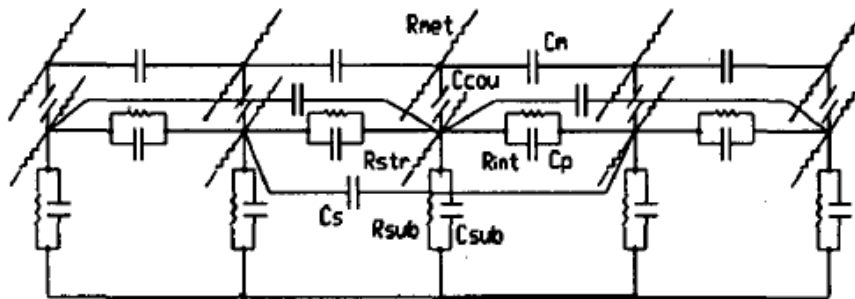 Rmet
Cm
Ccou
Rstr
Rint
Cp
Cs
Rsub
Csub